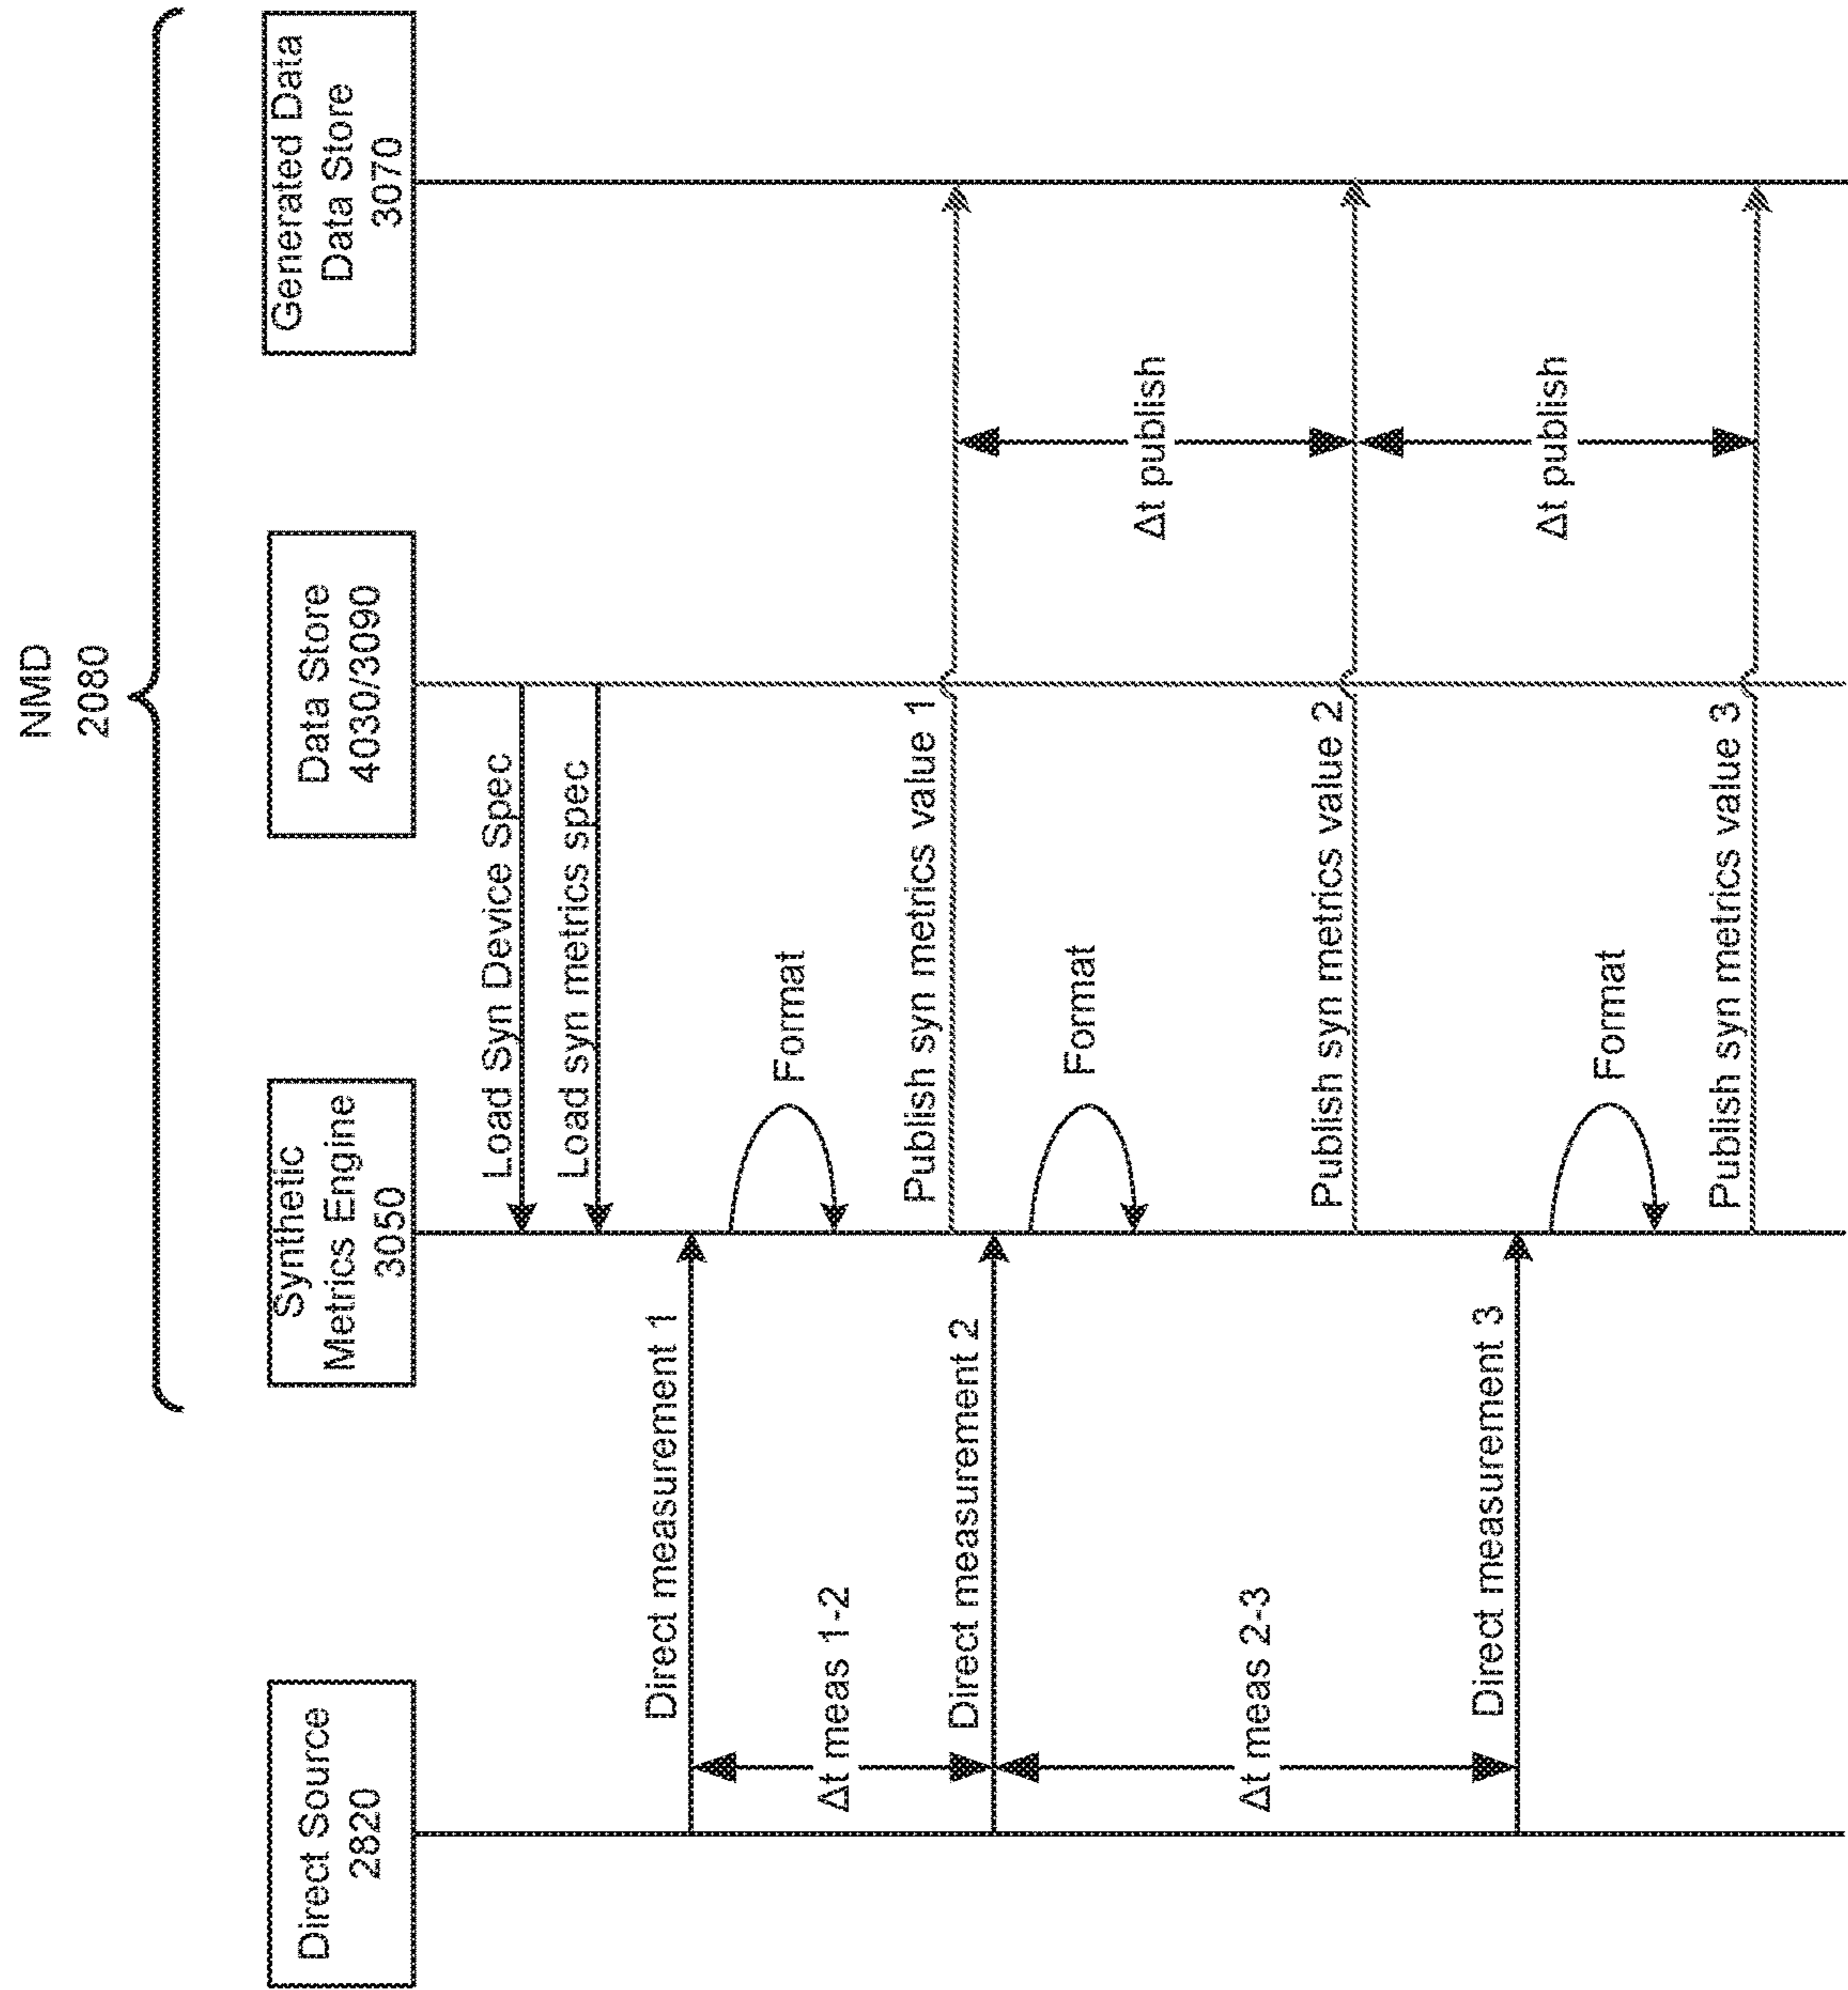 NMD
2080
Direct Source
2820
Synthetic
Metrics Engine
3050
Data Store
4030/3090
Generated Data
Data Store
3070
Load Syn Device Spec
Load syn metrics spec
Direct measurement 1
Format
Δt meas 1-2
Publish syn metrics value 1
Direct measurement 2
Format
Δt publish
Δt meas 2-3
Publish syn metrics value 2
Direct measurement 3
Δt publish
Format
Publish syn metrics value 3